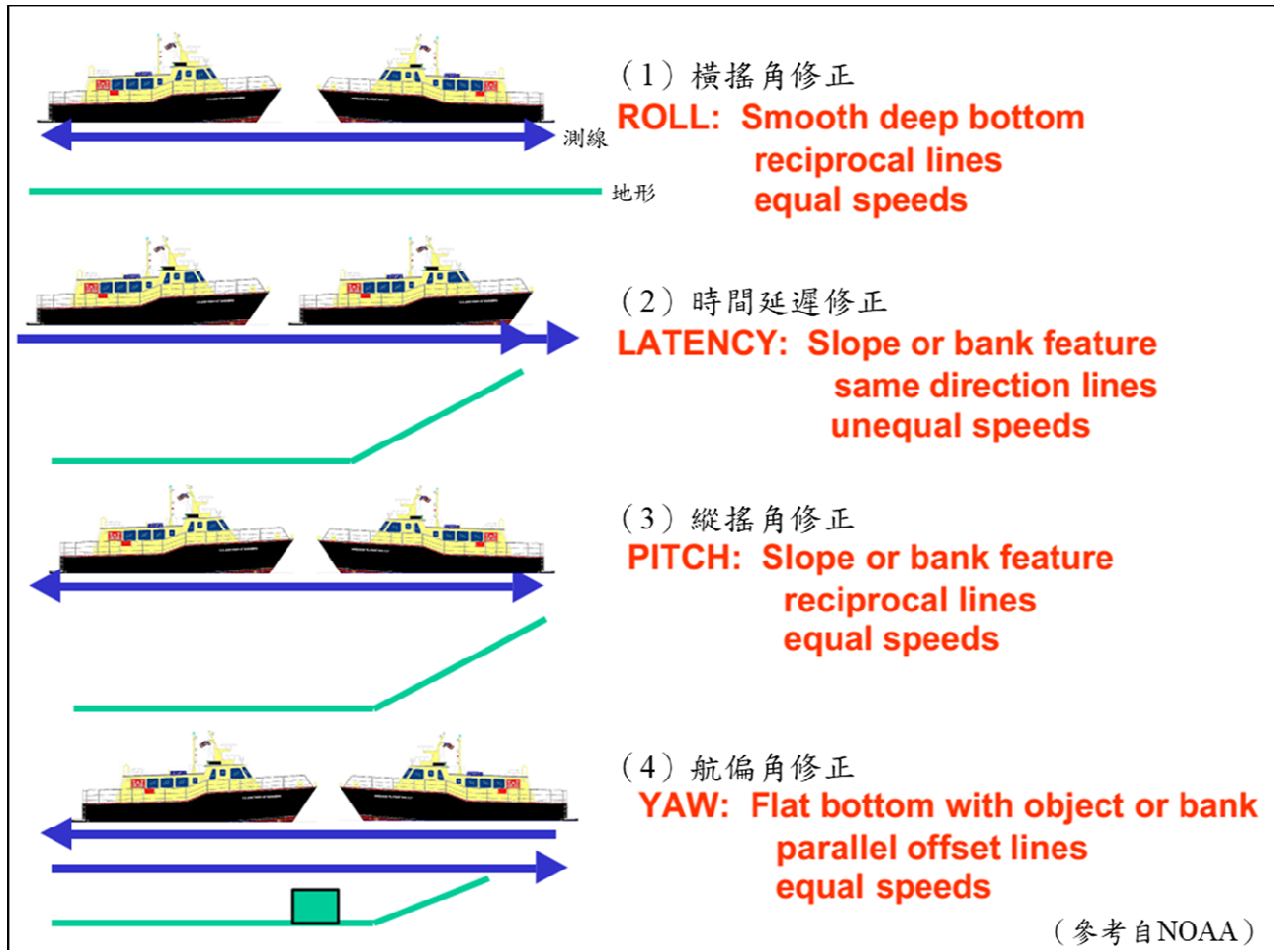 （1）橫搖角修正
ROLL: Smooth deep bottom
測線
reciprocal lines
地形
equal speeds
（2）時間延遲修正
LATENCY: Slope or bank feature
same direction lines
unequal speeds
（3）縱搖角修正
PITCH: Slope or bank feature
reciprocal lines
equal speeds
（4）航偏角修正
YAW: Flat bottom with object or bank
parallel offset lines
equal speeds
（參考自NOAA）